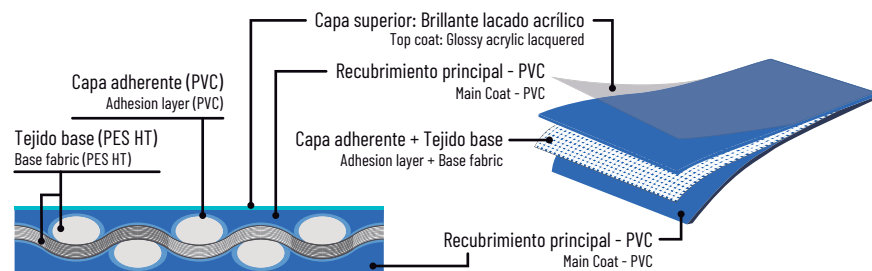 Capa superior: Brillante lacado acrílico
Top coat: Glossy acrylic lacquered
Recubrimiento principal - PVC
Main Coat - PVC
Capa adherente (PVC)
Adhesion layer (PVC)
Tejido base (PES HT)
Base fabric (PES HT)
Capa adherente + Tejido base
Adhesion layer + Base fabric
Recubrimiento principal - PVC
Main Coat - PVC